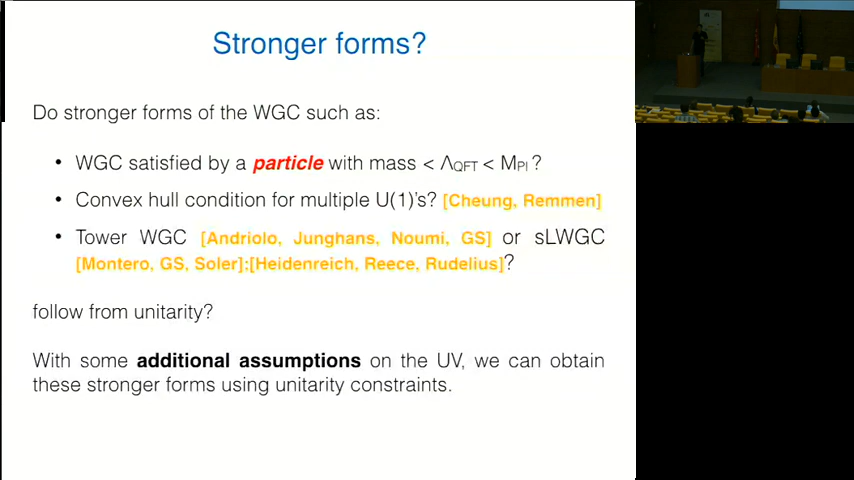 Stronger forms?
Do stronger forms of the WGC such as:
• WGC satisfied by a particle with mass < ΛQFT < MPl ?
• Convex hull condition for multiple U(1)'s? [Cheung, Remmen]
• Tower WGC [Andriolo, Junghans, Noumi, GS] or sLWGC
[Montero, GS, Soler];[Heidenreich, Reece, Rudelius]?
follow from unitarity?
With some additional assumptions on the UV, we can obtain
these stronger forms using unitarity constraints.